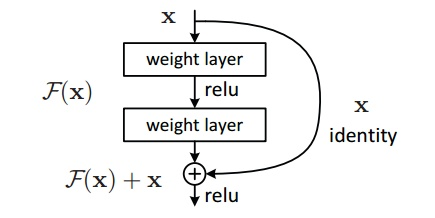 x
weight layer
F(x)
relu
x
weight layer
identity
F(x) + x
relu